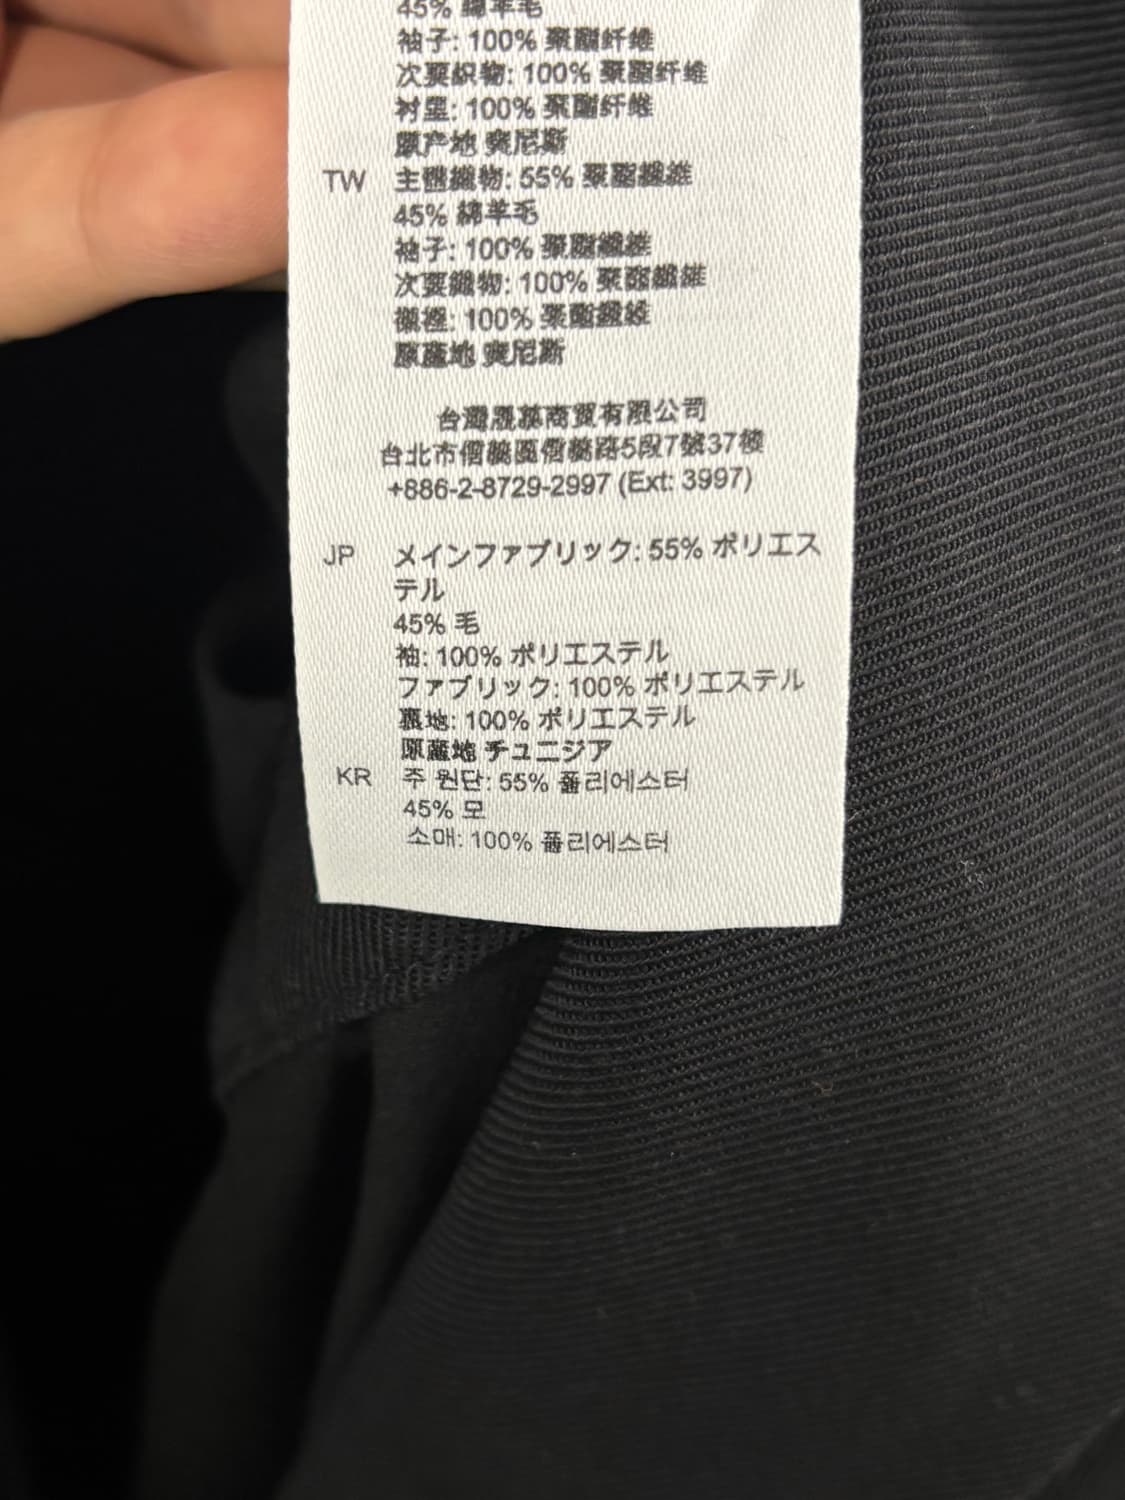 45% 綿羊毛
袖子: 100% 聚酯纤维
次要织物: 100% 聚酯纤维
衬里: 100% 聚酯纤维
原产地 突尼斯
TW 主體織物: 55% 聚酯纖維
45% 綿羊毛
袖子: 100% 聚酯纖維
次要織物: 100% 聚酯纖維
襯裡: 100% 聚酯纖維
原產地 突尼斯
台灣晟碁商貿有限公司
台北市信義區信義路5段7號37樓
+886-2-8729-2997 (Ext: 3997)
JP メインファブリック: 55% ポリエス
テル
45% 毛
袖: 100% ポリエステル
ファブリック: 100% ポリエステル
裏地: 100% ポリエステル
原産地 チュニジア
KR 주 원단: 55% 폴리에스터
45% 모
소매: 100% 폴리에스터